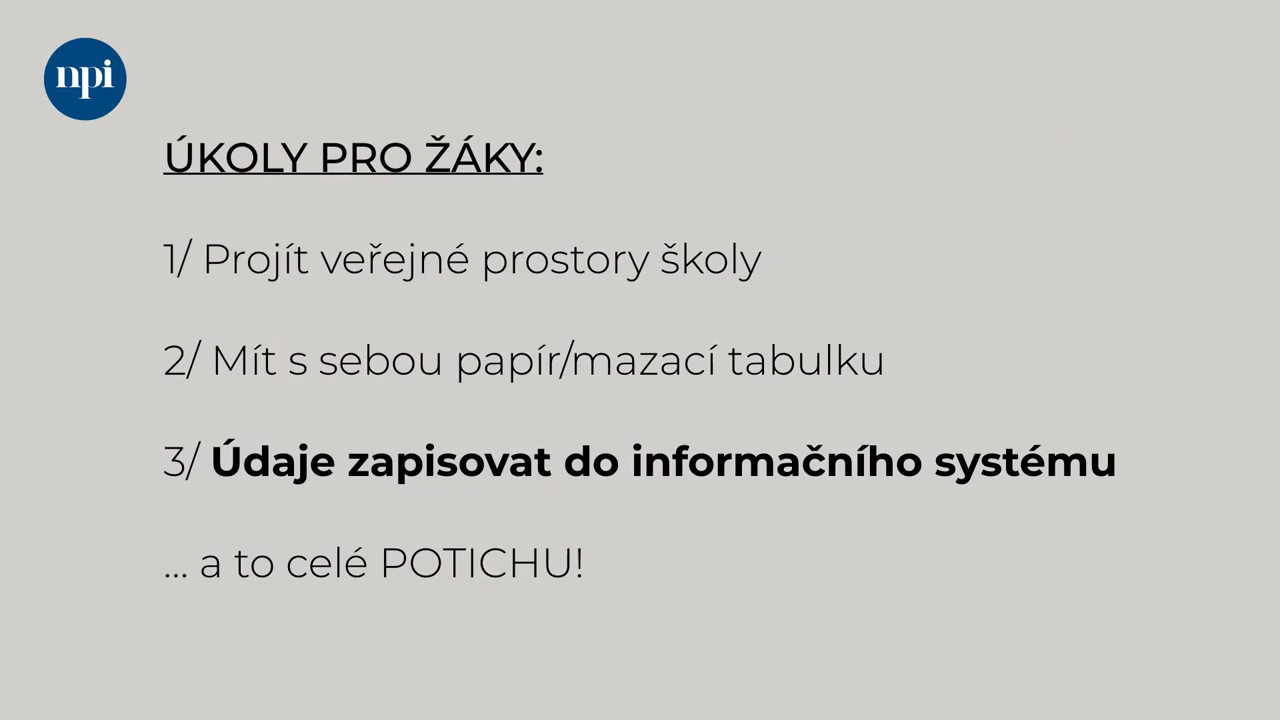 npi
ÚKOLY PRO ŽÁKY:
1/ Projít veřejné prostory školy
2/ Mít s sebou papír/mazací tabulku
3/ Údaje zapisovat do informačního systému
... a to celé POTICHU!